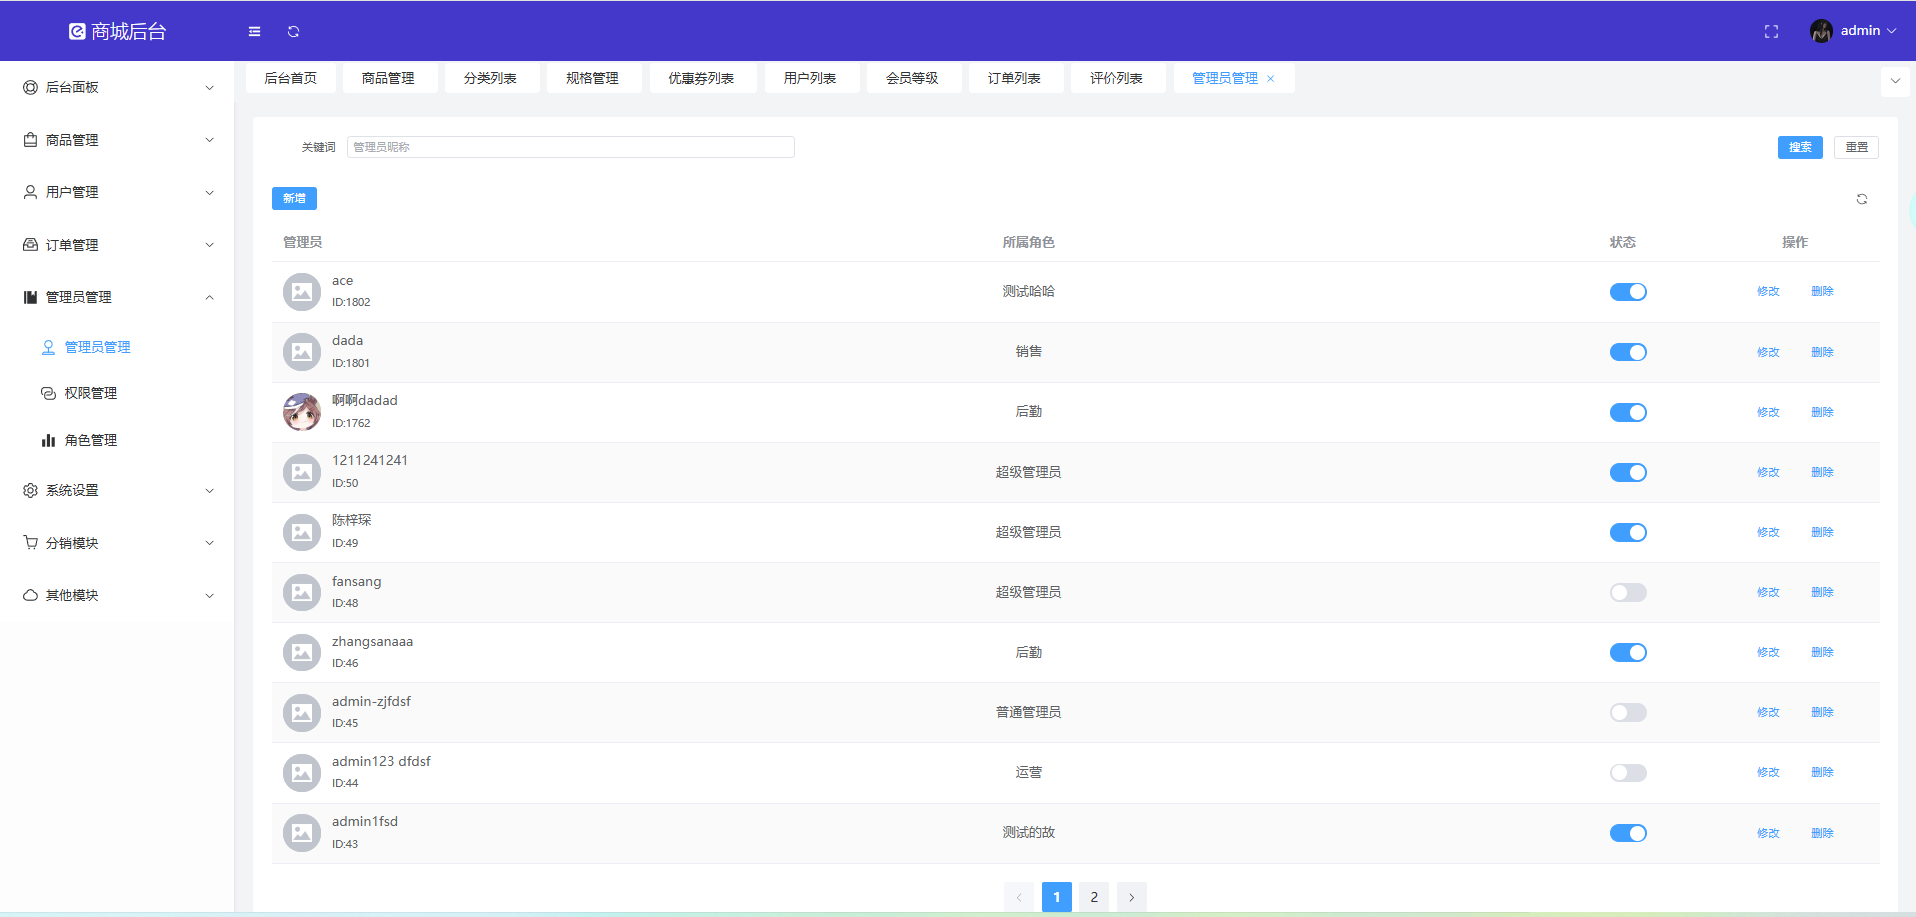 商城后台
admin
后台首页 商品管理 分类列表 规格管理 优惠券列表 用户列表 会员等级 订单列表 评价列表 管理员管理
后台面板
商品管理
用户管理
订单管理
管理员管理
管理员管理
权限管理
角色管理
系统设置
分销模块
其他模块
关键词 管理员昵称 搜索 重置
新增
管理员 所属角色 状态 操作
ace
ID:1802
测试哈哈 修改 删除
dada
ID:1801
销售 修改 删除
啊啊dadad
ID:1762
后勤 修改 删除
1211241241
ID:50
超级管理员 修改 删除
陈梓琛
ID:49
超级管理员 修改 删除
fansang
ID:48
超级管理员 修改 删除
zhangsanaaa
ID:46
后勤 修改 删除
admin-zjfdsf
ID:45
普通管理员 修改 删除
admin123 dfdsf
ID:44
运营 修改 删除
admin1fsd
ID:43
测试的故 修改 删除
1 2